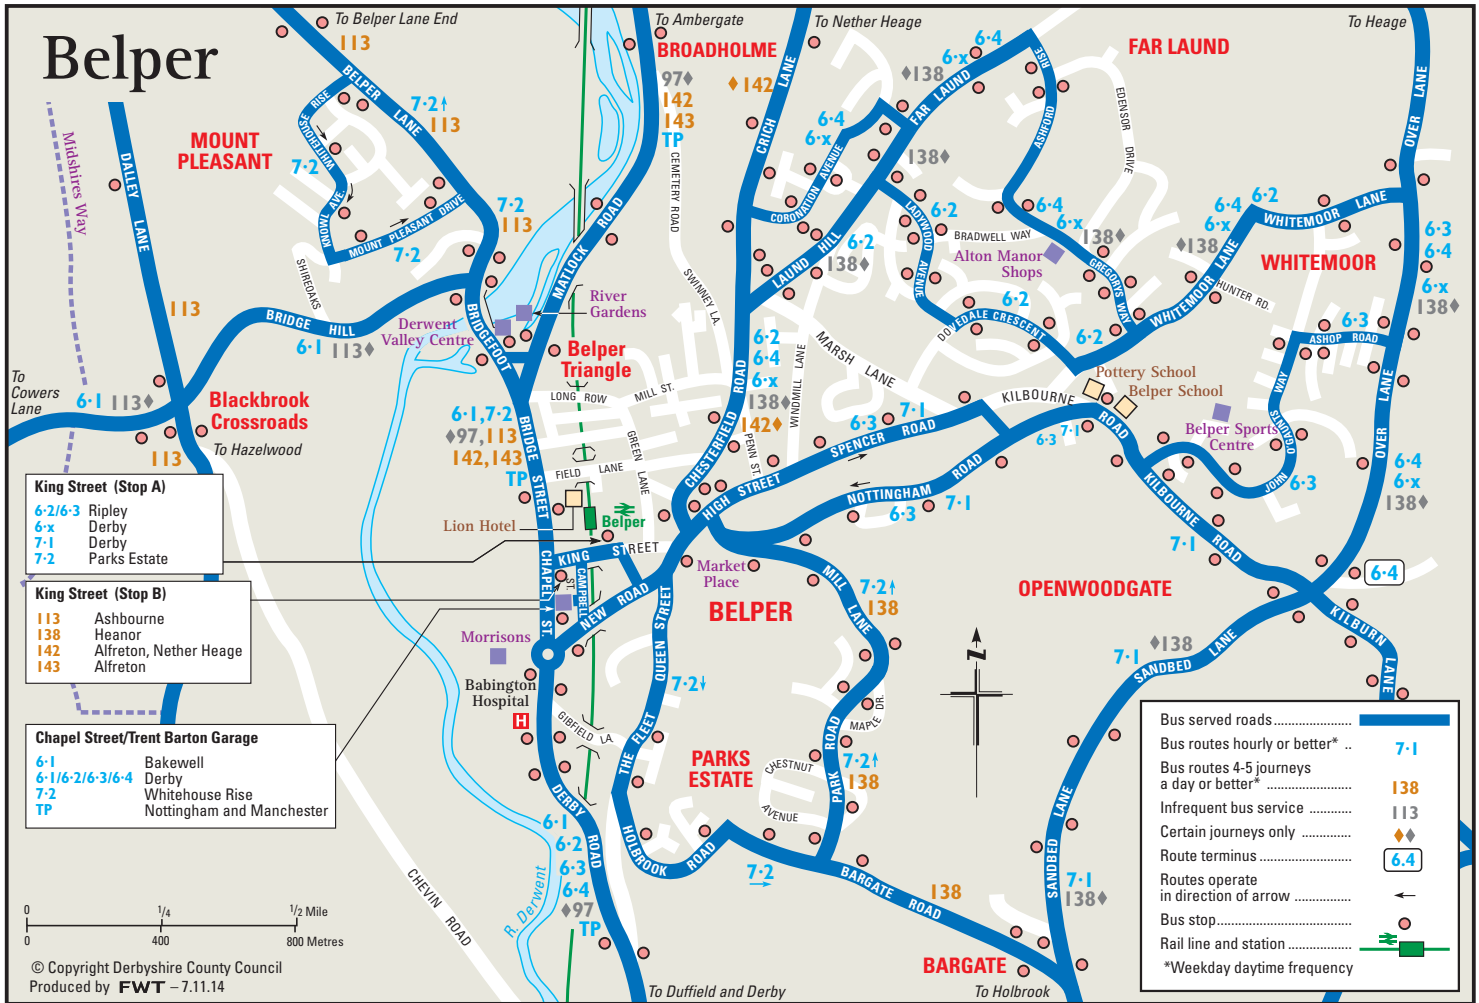 Belper
To Belper Lane End
To Ambergate
To Nether Heage
To Heage
113
BROADHOLME
FAR LAUND
BELPER LANE
7·2↑
113
97♦
142
143
TP
♦142
CRICH LANE
♦138
6·x
6·4
FAR LAUND
RISE
ASHFORD
EDENSOR DRIVE
OVER LANE
Midshires Way
DALLEY LANE
MOUNT
PLEASANT
WHITEHOUSE RISE
7·2
KNOWL AVE.
MOUNT PLEASANT DRIVE
7·2
7·2
113
CEMETERY ROAD
MATLOCK ROAD
6·4
6·x
CORONATION AVENUE
♦138
LADYWOOD AVENUE
6·2
BRADWELL WAY
Alton Manor
Shops
6·4
6·x
138♦
GREGORYS WAY
6·4
6·x
♦138
6·2
WHITEMOOR LANE
WHITEMOOR LANE
HUNTER RD.
WHITEMOOR
6·3
6·4
6·x
138♦
SHIREOAKS
113
BRIDGE HILL
6·1 113♦
Derwent
Valley Centre
River
Gardens
BRIDGEFOOT
SWINNEY LA.
LAUND HILL
6·2
138♦
6·2
DOVEDALE CRESCENT
6·2
6·3
ASHOP ROAD
To
Cowers
Lane
6·1 113♦
Blackbrook
Crossroads
To Hazelwood
113
Belper
Triangle
LONG ROW
MILL ST.
MARSH LANE
WINDMILL LANE
6·2
6·4
6·x
138♦
142♦
CHESTERFIELD ROAD
PENN ST.
KILBOURNE ROAD
Pottery School
Belper School
Belper Sports
Centre
JOHN O'GAUNTS WAY
6·3
OVER LANE
6·4
6·x
138♦
6·1,7·2
♦97,113
142,143
TP
BRIDGE STREET
FIELD LANE
GREEN LANE
Lion Hotel
Belper
6·3
7·1
SPENCER ROAD
HIGH STREET
NOTTINGHAM ROAD
6·3
7·1
6·3 7·1
KILBOURNE ROAD
7·1
King Street (Stop A)
6·2/6·3 Ripley
6·x Derby
7·1 Derby
7·2 Parks Estate
King Street (Stop B)
113 Ashbourne
138 Heanor
142 Alfreton, Nether Heage
143 Alfreton
Chapel Street/Trent Barton Garage
6·1 Bakewell
6·1/6·2/6·3/6·4 Derby
7·2 Whitehouse Rise
TP Nottingham and Manchester
KING STREET
CHAPEL ST.
CAMPBELL ST.
NEW ROAD
Market
Place
BELPER
MILL LANE
7·2↑
138
OPENWOODGATE
6·4
KILBURN LANE
♦138
7·1
SANDBED LANE
Morrisons
Babington
Hospital
H
GIBFIELD LA.
QUEEN STREET
7·2↓
THE FLEET
PARKS
ESTATE
MAPLE DR.
CHESTNUT AVENUE
PARK ROAD
7·2↑
138
DERBY ROAD
6·1
6·2
6·3
6·4
♦97
TP
HOLBROOK ROAD
7·2
BARGATE ROAD
138
BARGATE
SANDBED LANE
7·1
138♦
R. Derwent
CHEVIN ROAD
N
To Duffield and Derby
To Holbrook
Bus served roads
Bus routes hourly or better* 7·1
Bus routes 4-5 journeys
a day or better* 138
Infrequent bus service 113
Certain journeys only ♦♦
Route terminus 6.4
Routes operate
in direction of arrow ←
Bus stop
Rail line and station
*Weekday daytime frequency
0 1/4 1/2 Mile
0 400 800 Metres
© Copyright Derbyshire County Council
Produced by FWT – 7.11.14